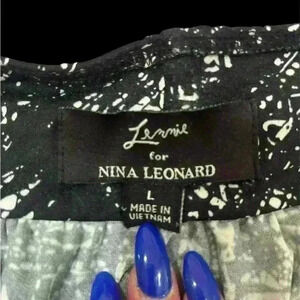 Lennie
for
NINA LEONARD
L
MADE IN
VIETNAM